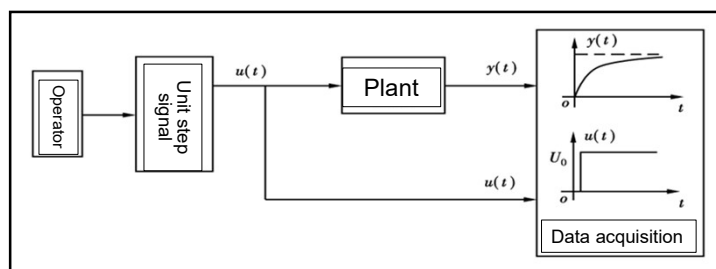 Operator
Unit step
signal
u(t)
Plant
y(t)
u(t)
y(t)
o
t
u(t)
U₀
o
t
Data acquisition